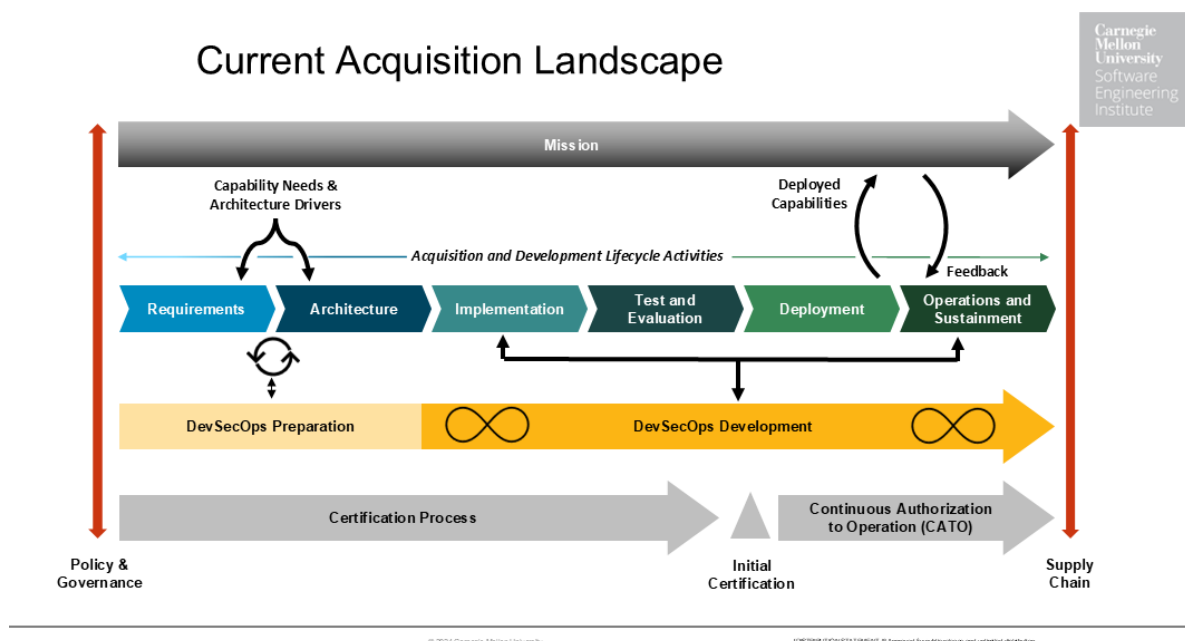 Current Acquisition Landscape
Carnegie
Mellon
University
Software
Engineering
Institute
Mission
Capability Needs &
Architecture Drivers
Deployed
Capabilities
Acquisition and Development Lifecycle Activities
Feedback
Requirements
Architecture
Implementation
Test and
Evaluation
Deployment
Operations and
Sustainment
DevSecOps Preparation
DevSecOps Development
Certification Process
Continuous Authorization
to Operation (CATO)
Policy &
Governance
Initial
Certification
Supply
Chain